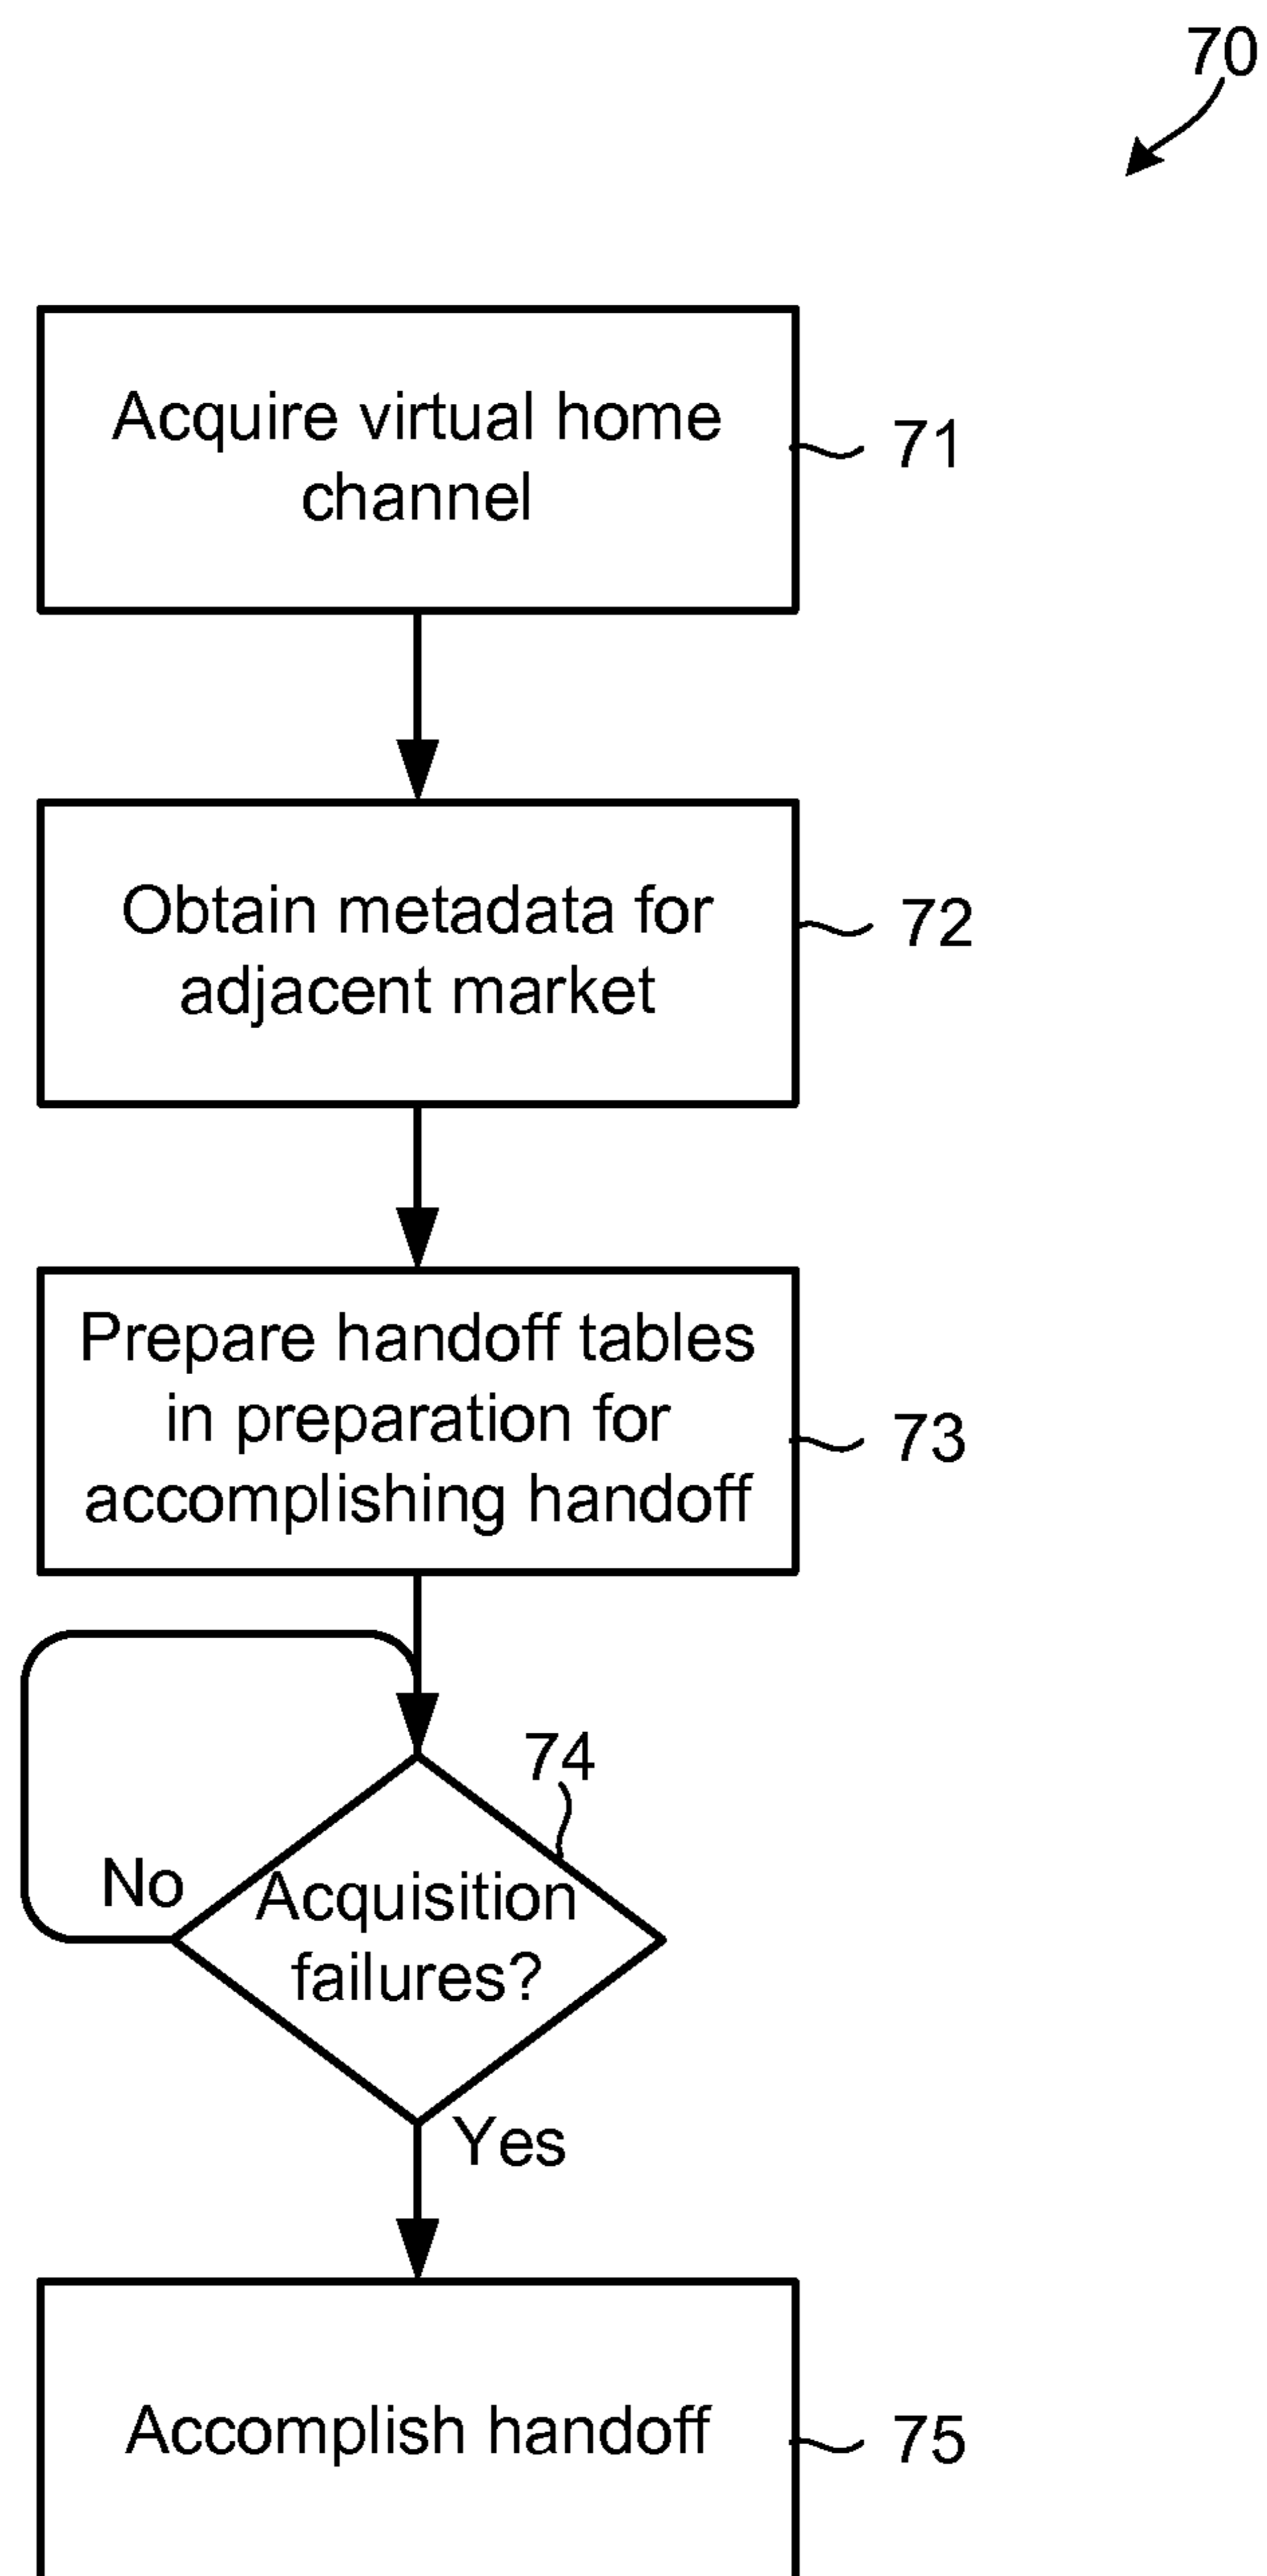 70
Acquire virtual home
channel
71
Obtain metadata for
adjacent market
72
Prepare handoff tables
in preparation for
accomplishing handoff
73
74
No
Acquisition
failures?
Yes
Accomplish handoff
75